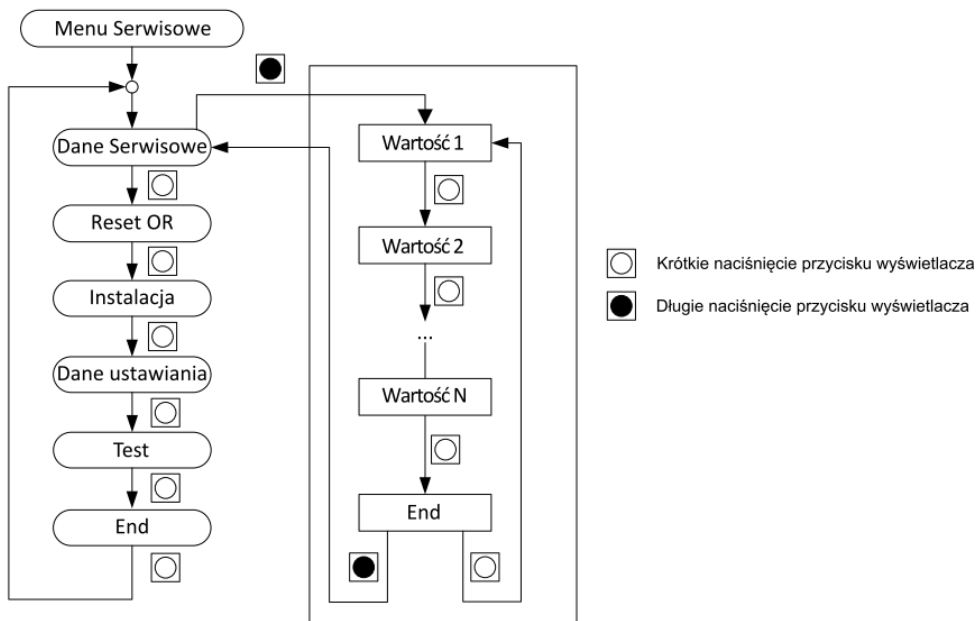 Menu Serwisowe
Dane Serwisowe
Reset OR
Instalacja
Dane ustawiania
Test
End
Wartość 1
Wartość 2
...
Wartość N
End
Krótkie naciśnięcie przycisku wyświetlacza
Długie naciśnięcie przycisku wyświetlacza